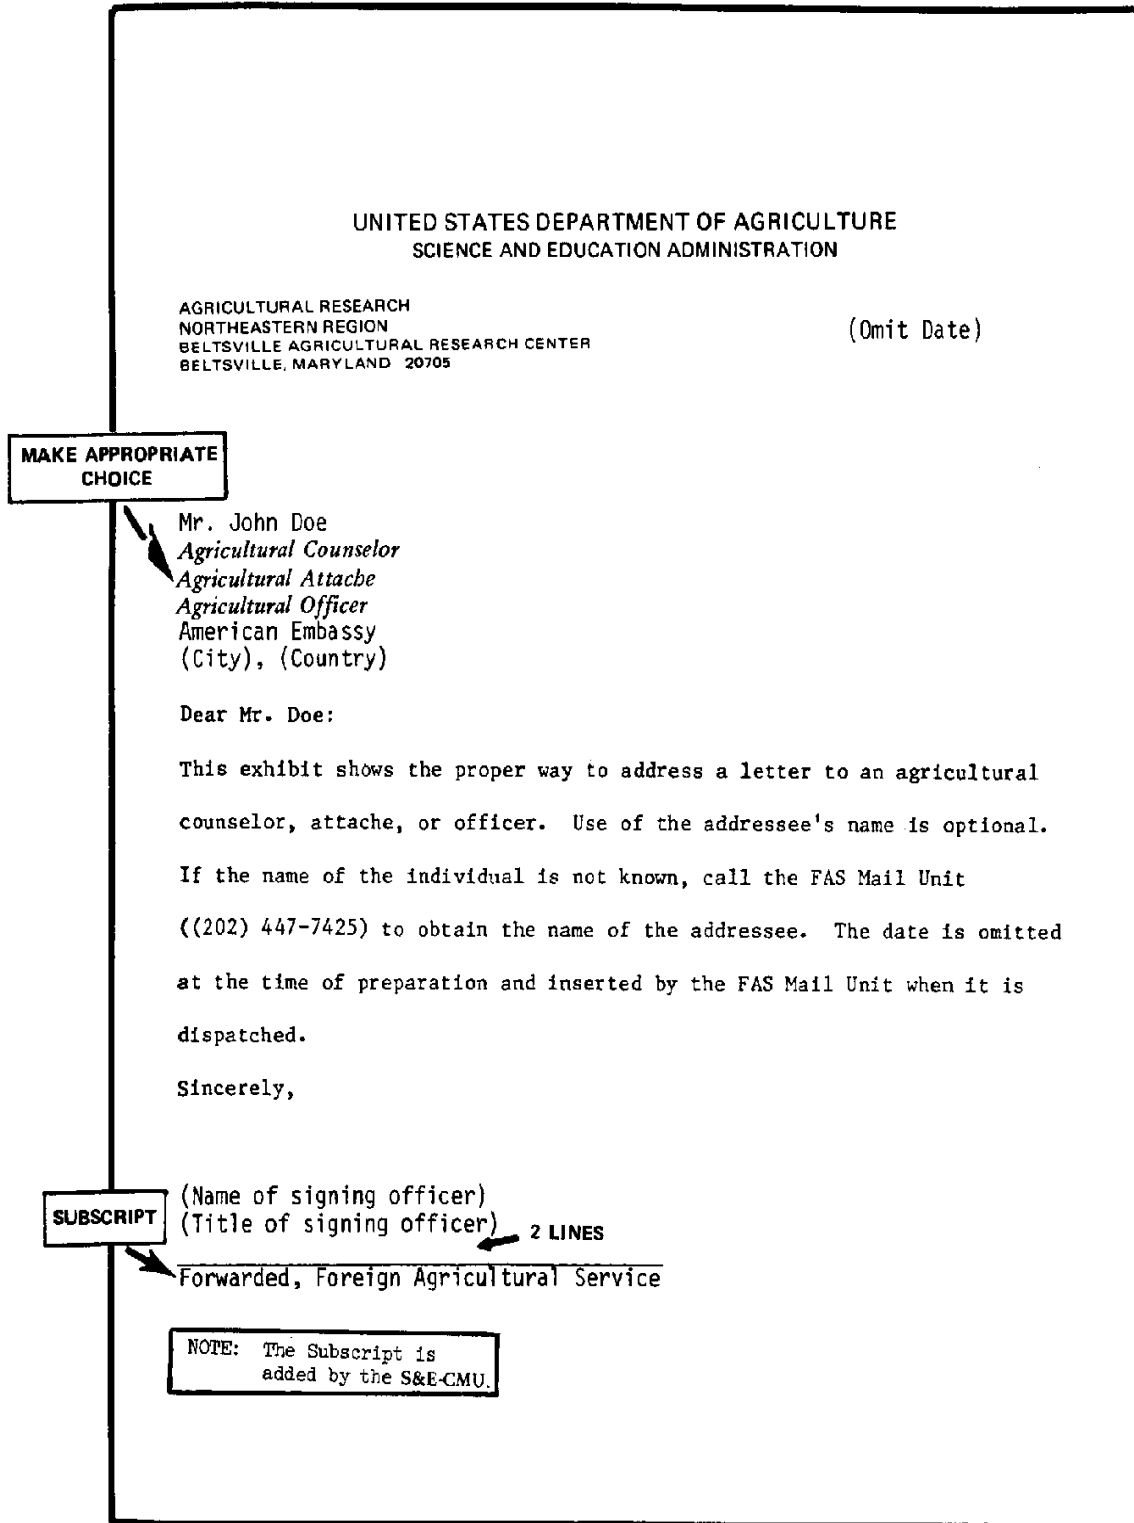 UNITED STATES DEPARTMENT OF AGRICULTURE
SCIENCE AND EDUCATION ADMINISTRATION
AGRICULTURAL RESEARCH
NORTHEASTERN REGION
BELTSVILLE AGRICULTURAL RESEARCH CENTER
BELTSVILLE, MARYLAND 20705
(Omit Date)
MAKE APPROPRIATE
CHOICE
Mr. John Doe
Agricultural Counselor
Agricultural Attache
Agricultural Officer
American Embassy
(City), (Country)
Dear Mr. Doe:
This exhibit shows the proper way to address a letter to an agricultural
counselor, attache, or officer. Use of the addressee's name is optional.
If the name of the individual is not known, call the FAS Mail Unit
((202) 447-7425) to obtain the name of the addressee. The date is omitted
at the time of preparation and inserted by the FAS Mail Unit when it is
dispatched.
Sincerely,
(Name of signing officer)
SUBSCRIPT
(Title of signing officer)
2 LINES
Forwarded, Foreign Agricultural Service
NOTE: The Subscript is
added by the S&E-CMU.